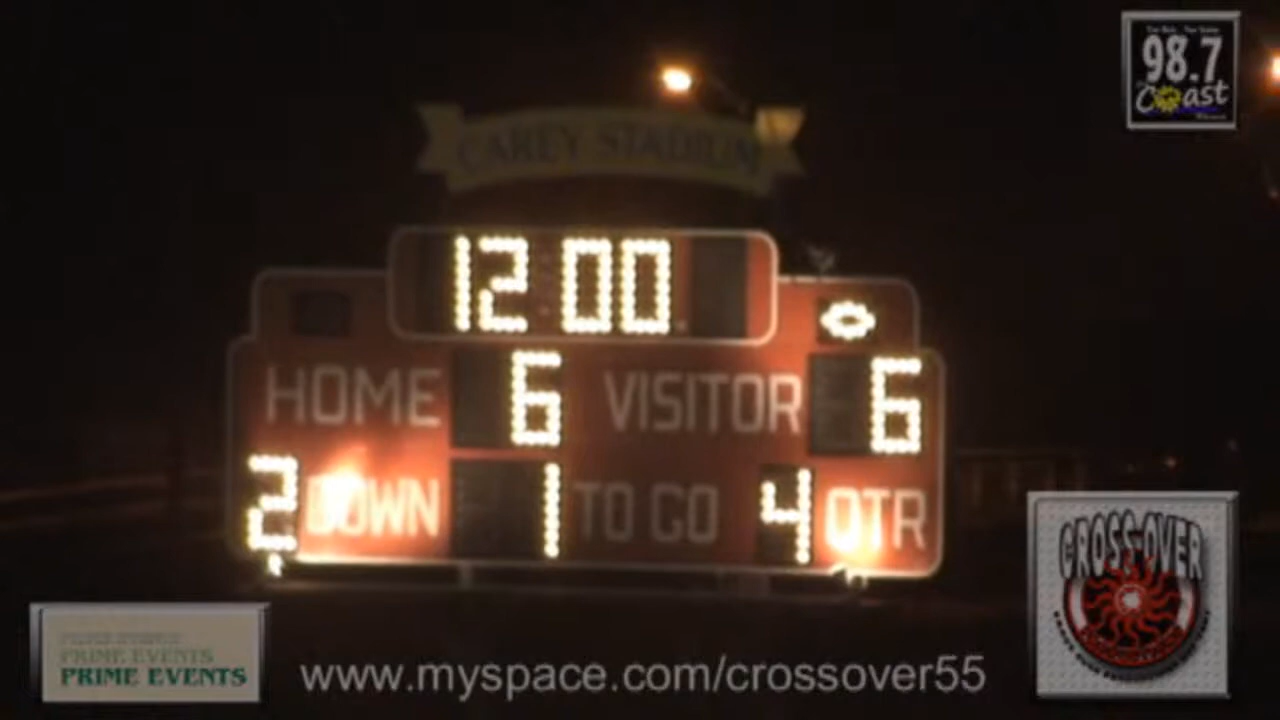 98.7
Coast
CAREY STADIUM
12:00
HOME 6 VISITOR 6
2 DOWN 1 TO GO 4 QTR
CROSS-OVER
PRIME EVENTS
PRIME EVENTS
www.myspace.com/crossover55